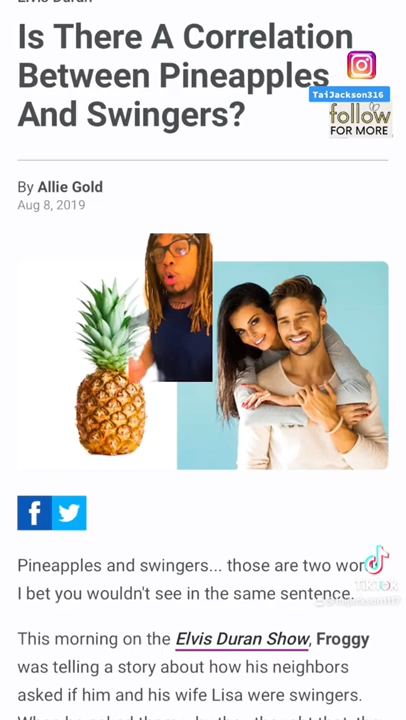 Elvis Duran
Is There A Correlation
Between Pineapples
And Swingers?
TaiJackson316
follow
FOR MORE
By Allie Gold
Aug 8, 2019
Pineapples and swingers... those are two wor
I bet you wouldn't see in the same sentence.
TikTok
This morning on the Elvis Duran Show, Froggy
was telling a story about how his neighbors
asked if him and his wife Lisa were swingers.